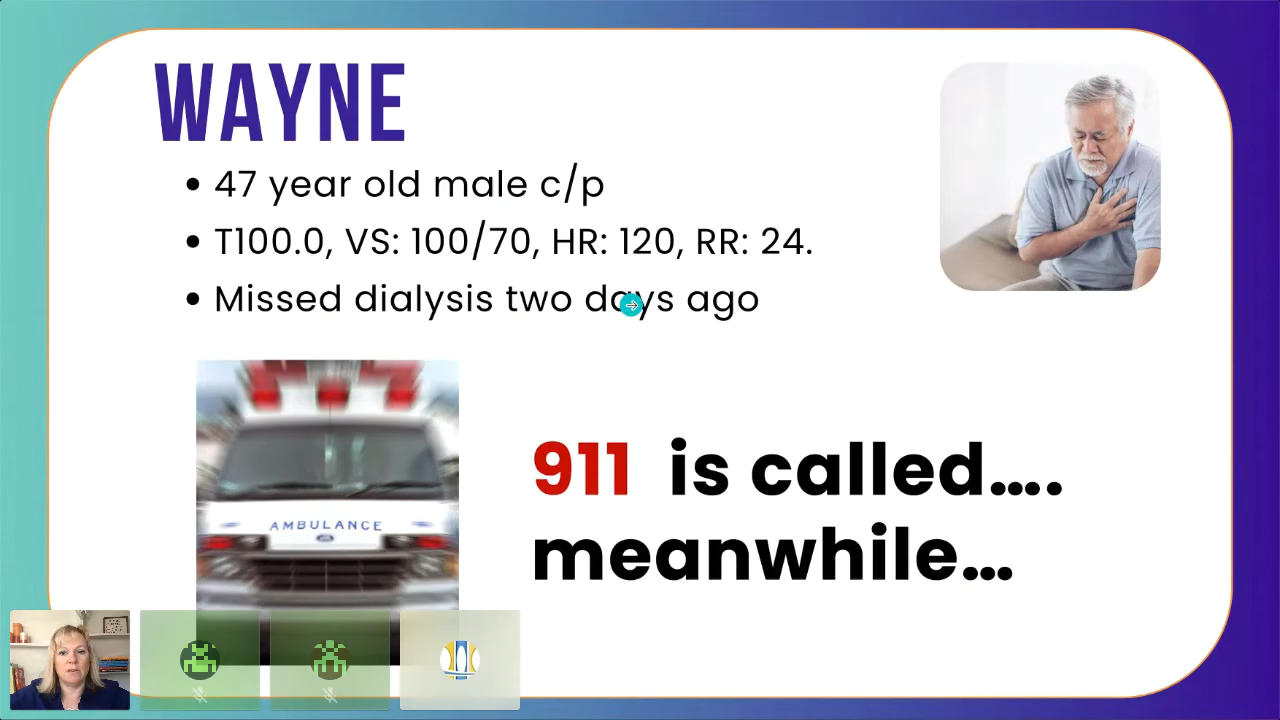 WAYNE
• 47 year old male c/p
• T100.0, VS: 100/70, HR: 120, RR: 24.
• Missed dialysis two days ago
AMBULANCE
911 is called....
meanwhile...